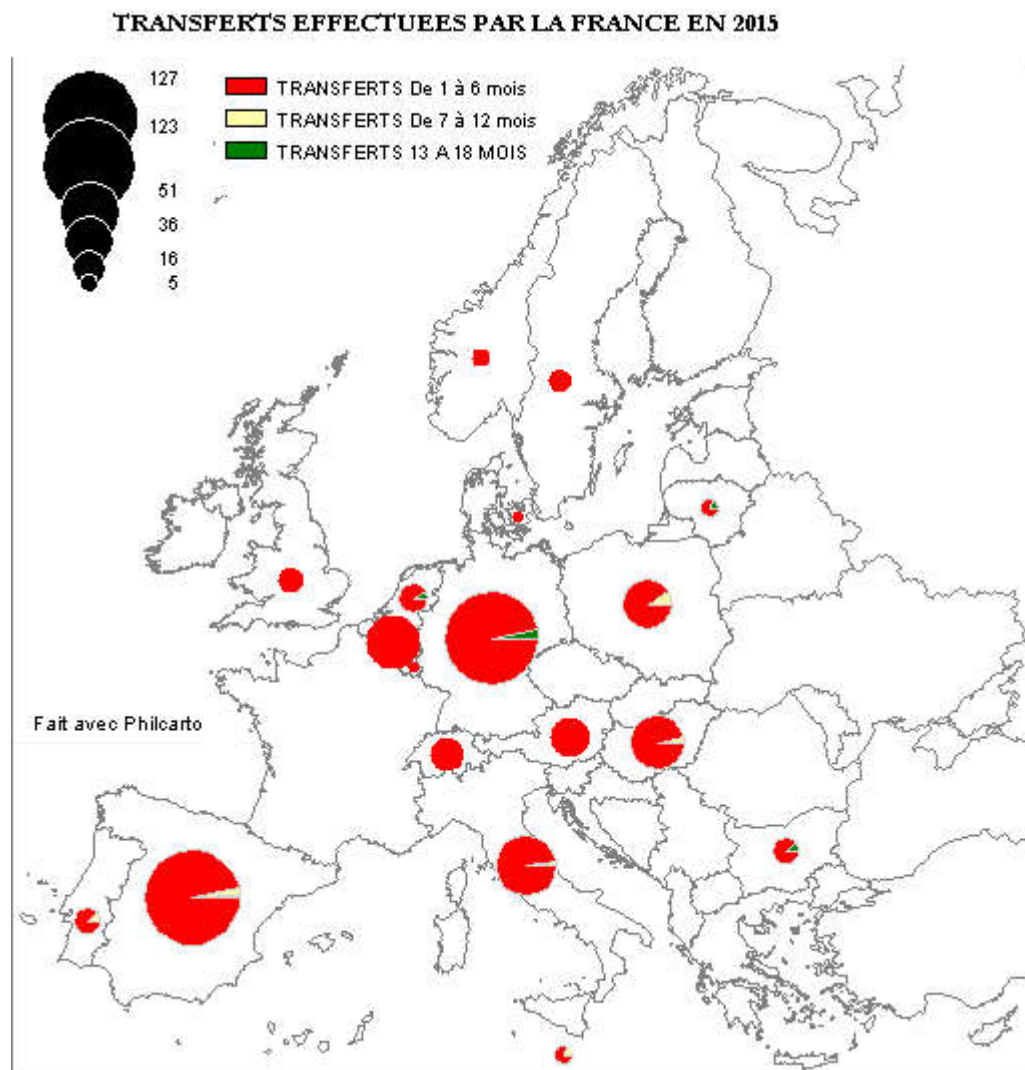 TRANSFERTS EFFECTUEES PAR LA FRANCE EN 2015
127
123
51
36
16
5
TRANSFERTS De 1 à 6 mois
TRANSFERTS De 7 à 12 mois
TRANSFERTS 13 A 18 MOIS
Fait avec Philcarto